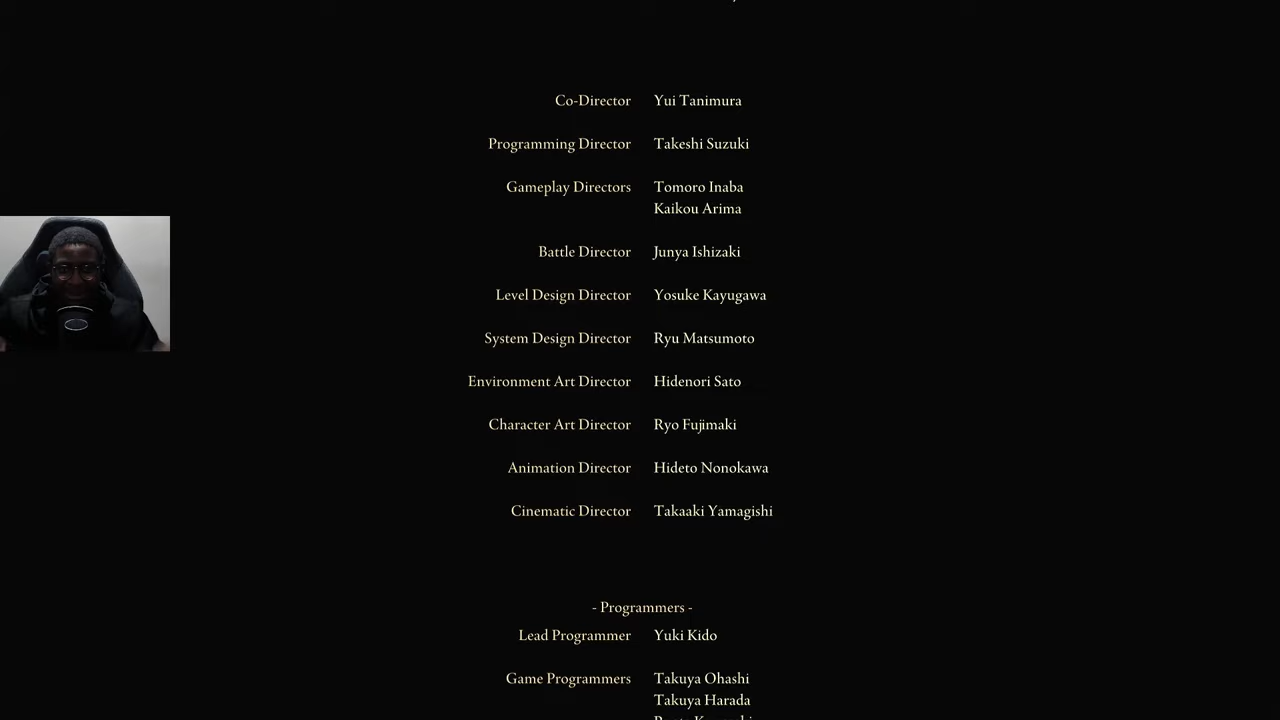 Co-Director Yui Tanimura
Programming Director Takeshi Suzuki
Gameplay Directors Tomoro Inaba
Kaikou Arima
Battle Director Junya Ishizaki
Level Design Director Yosuke Kayugawa
System Design Director Ryu Matsumoto
Environment Art Director Hidenori Sato
Character Art Director Ryo Fujimaki
Animation Director Hideto Nonokawa
Cinematic Director Takaaki Yamagishi
- Programmers -
Lead Programmer Yuki Kido
Game Programmers Takuya Ohashi
Takuya Harada